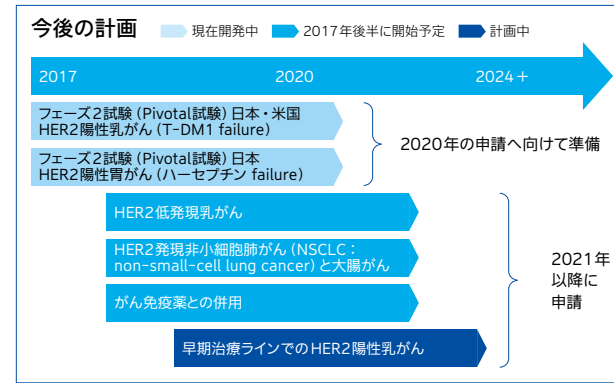 今後の計画
現在開発中
2017年後半に開始予定
計画中
2017
2020
2024+
フェーズ2試験(Pivotal試験)日本・米国
HER2陽性乳がん(T-DM1 failure)
フェーズ2試験(Pivotal試験)日本
HER2陽性胃がん(ハーセプチン failure)
2020年の申請へ向けて準備
HER2低発現乳がん
HER2発現非小細胞肺がん(NSCLC:
non-small-cell lung cancer)と大腸がん
がん免疫薬との併用
早期治療ラインでのHER2陽性乳がん
2021年
以降に
申請